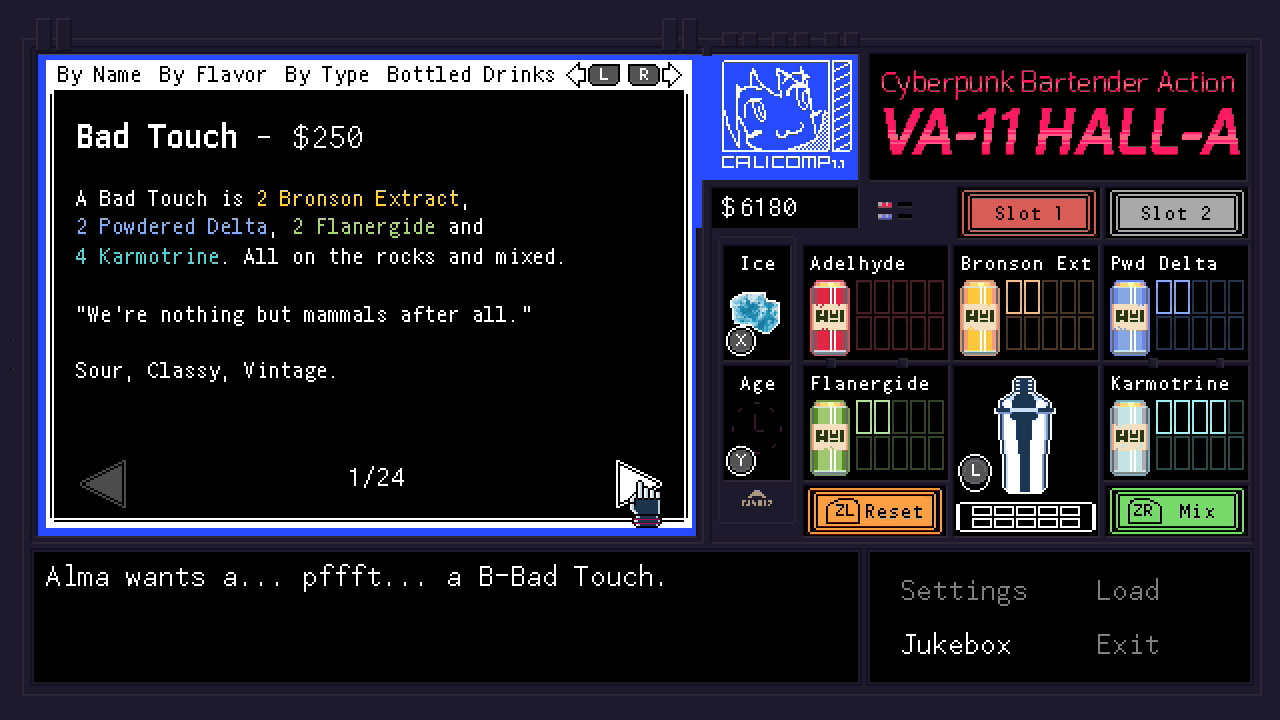 By Name By Flavor By Type Bottled Drinks L R
Bad Touch - $250
A Bad Touch is 2 Bronson Extract,
2 Powdered Delta, 2 Flanergide and
4 Karmotrine. All on the rocks and mixed.
"We're nothing but mammals after all."
Sour, Classy, Vintage.
1/24
CALICOMP1.1
Cyberpunk Bartender Action
VA-11 HALL-A
$6180
Slot 1
Slot 2
Ice
X
Adelhyde
Bronson Ext
Pwd Delta
Age
L
Y
Flanergide
L
Karmotrine
ZL Reset
ZR Mix
Alma wants a... pffft... a B-Bad Touch.
Settings
Load
Jukebox
Exit